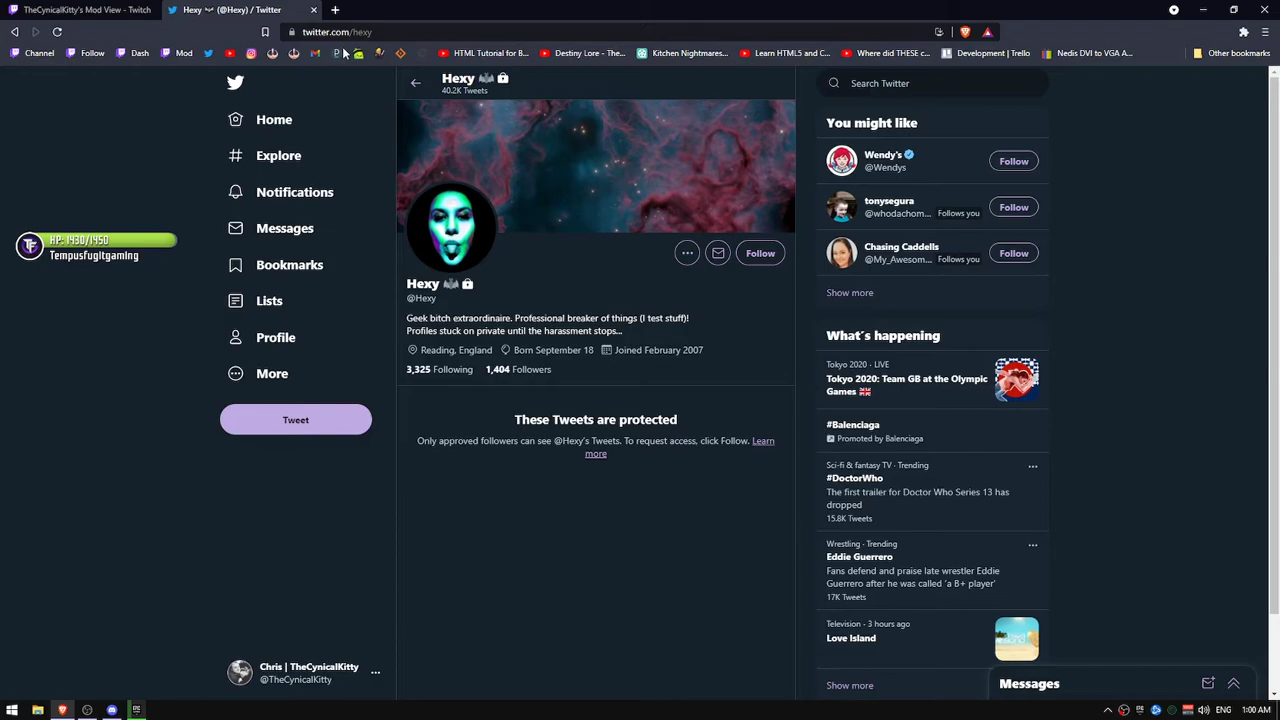 TheCynicalKitty's Mod View - Twitch
Hexy (@Hexy) / Twitter
twitter.com/hexy
Channel
Follow
Dash
Mod
HTML Tutorial for B...
Destiny Lore - The...
Kitchen Nightmares...
Learn HTML5 and C...
Where did THESE c...
Development | Trello
Nedis DVI to VGA A...
Other bookmarks
Home
Explore
Notifications
Messages
Bookmarks
Lists
Profile
More
Tweet
HP: 1430/1450
TempusfugitgamIng
Chris | TheCynicalKitty
@TheCynicalKitty
Hexy
40.2K Tweets
Follow
Hexy
@Hexy
Geek bitch extraordinaire. Professional breaker of things (I test stuff)!
Profiles stuck on private until the harassment stops...
Reading, England Born September 18 Joined February 2007
3,325 Following 1,404 Followers
These Tweets are protected
Only approved followers can see @Hexy's Tweets. To request access, click Follow. Learn
more
Search Twitter
You might like
Wendy's
@Wendys
Follow
tonysegura
@whodachom... Follows you
Follow
Chasing Caddells
@My_Awesom... Follows you
Follow
Show more
What's happening
Tokyo 2020 · LIVE
Tokyo 2020: Team GB at the Olympic
Games
#Balenciaga
Promoted by Balenciaga
Sci-fi & fantasy TV · Trending
#DoctorWho
The first trailer for Doctor Who Series 13 has
dropped
15.8K Tweets
Wrestling · Trending
Eddie Guerrero
Fans defend and praise late wrestler Eddie
Guerrero after he was called 'a B+ player'
17K Tweets
Television · 3 hours ago
Love Island
Show more
Messages
ENG
1:00 AM